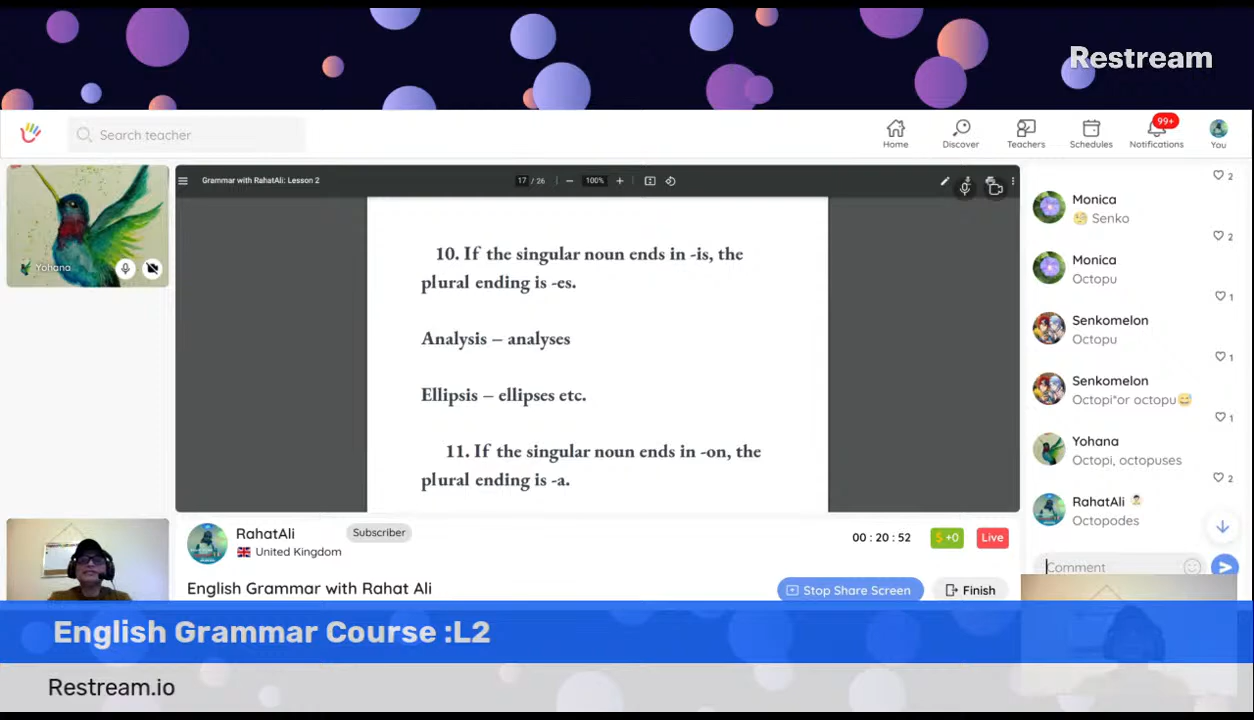 Restream
Search teacher
Home
Discover
Teachers
Schedules
99+
Notifications
You
Yohana
Grammar with RahatAli: Lesson 2
17 / 26
100%
10. If the singular noun ends in -is, the
plural ending is -es.
Analysis – analyses
Ellipsis – ellipses etc.
11. If the singular noun ends in -on, the
plural ending is -a.
2
Monica
Senko
2
Monica
Octopu
1
Senkomelon
Octopu
1
Senkomelon
Octopi*or octopu
1
Yohana
Octopi, octopuses
2
RahatAli
Octopodes
Comment
RahatAli
Subscriber
United Kingdom
00 : 20 : 52
5 +0
Live
English Grammar with Rahat Ali
Stop Share Screen
Finish
English Grammar Course :L2
Restream.io